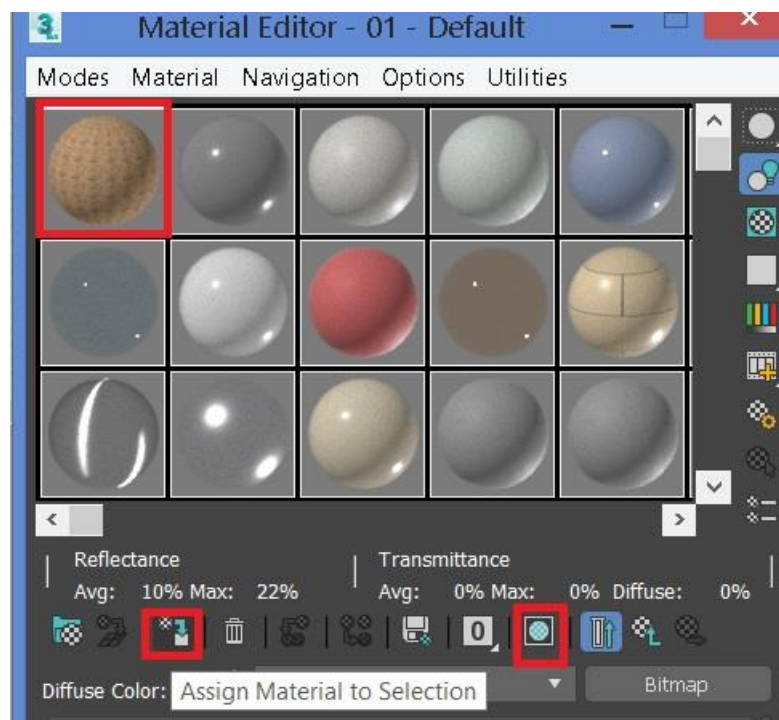 3
Material Editor - 01 - Default
Modes Material Navigation Options Utilities
Reflectance
Transmittance
Avg: 10% Max: 22%
Avg: 0% Max: 0% Diffuse: 0%
0
Diffuse Color:
Assign Material to Selection
Bitmap